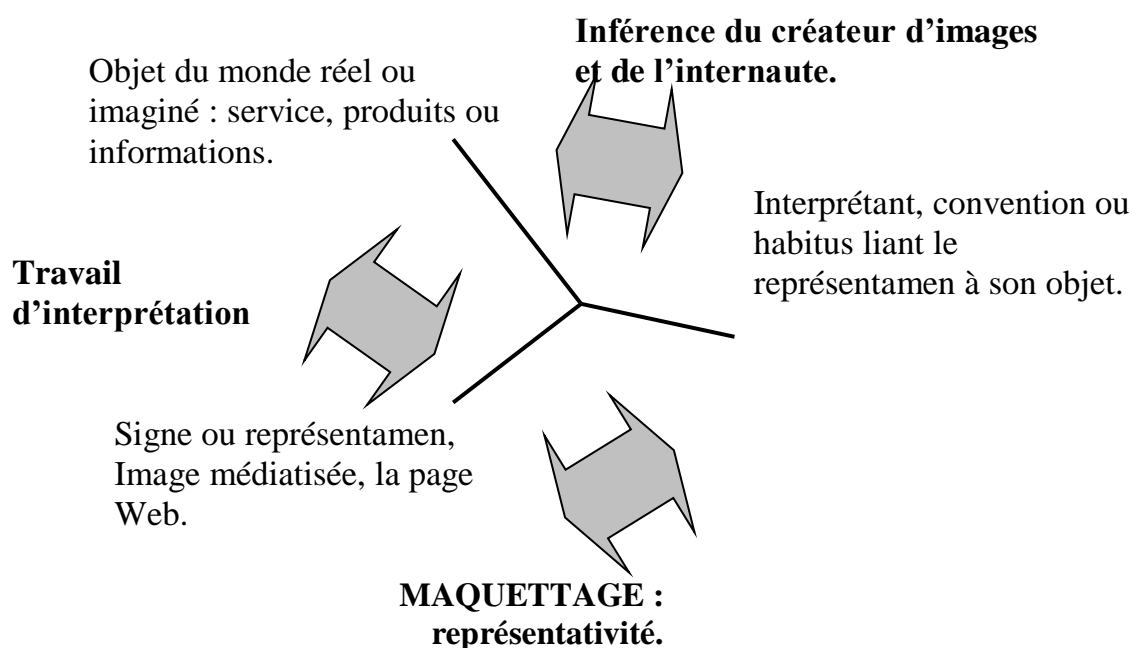 Inférence du créateur d’images
et de l’internaute.
Objet du monde réel ou
imaginé : service, produits ou
informations.
Interprétant, convention ou
habitus liant le
représentamen à son objet.
Travail
d’interprétation
Signe ou représentamen,
Image médiatisée, la page
Web.
MAQUETTAGE :
représentativité.